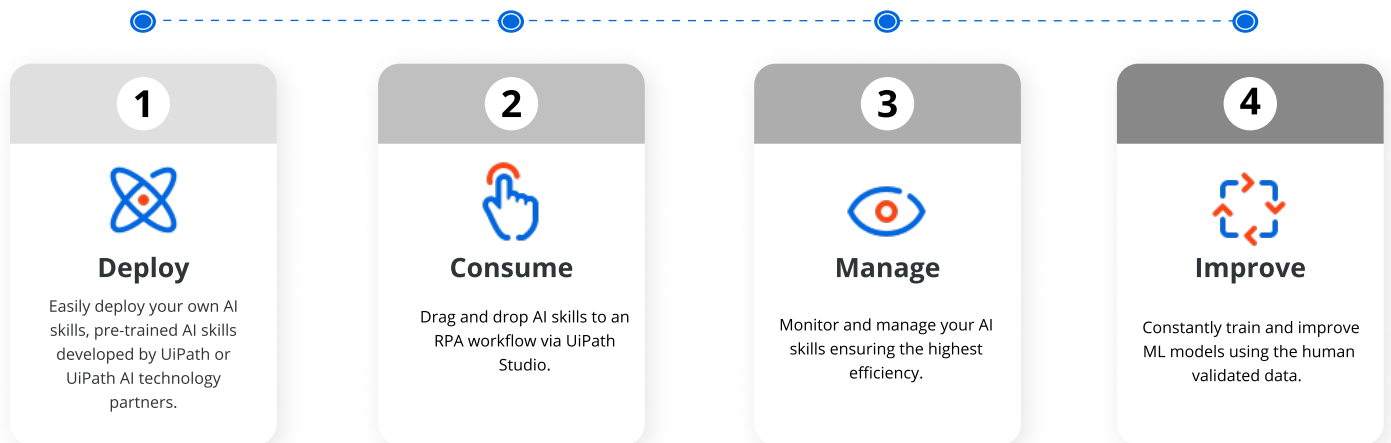 1
Deploy
Easily deploy your own AI
skills, pre-trained AI skills
developed by UiPath or
UiPath AI technology
partners.
2
Consume
Drag and drop AI skills to an
RPA workflow via UiPath
Studio.
3
Manage
Monitor and manage your AI
skills ensuring the highest
efficiency.
4
Improve
Constantly train and improve
ML models using the human
validated data.